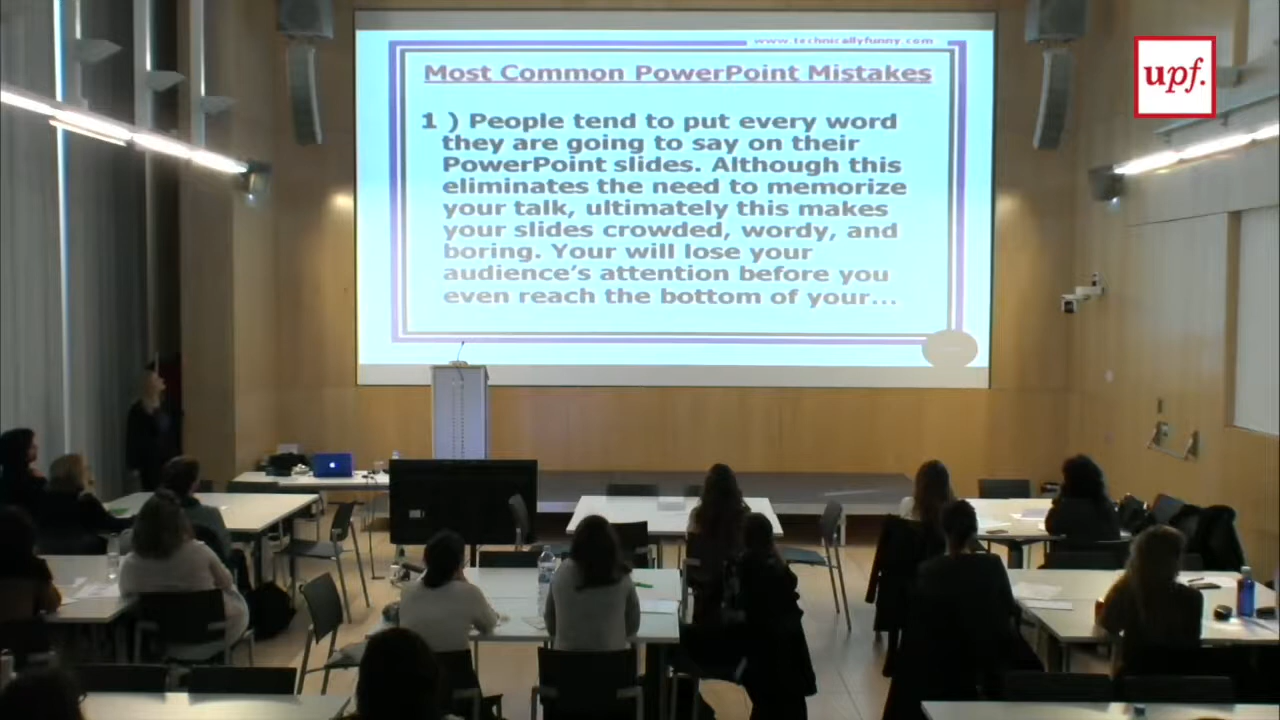 www.technicallyfunny.com
upf.
Most Common PowerPoint Mistakes
1 ) People tend to put every word
they are going to say on their
PowerPoint slides. Although this
eliminates the need to memorize
your talk, ultimately this makes
your slides crowded, wordy, and
boring. Your will lose your
audience's attention before you
even reach the bottom of your...